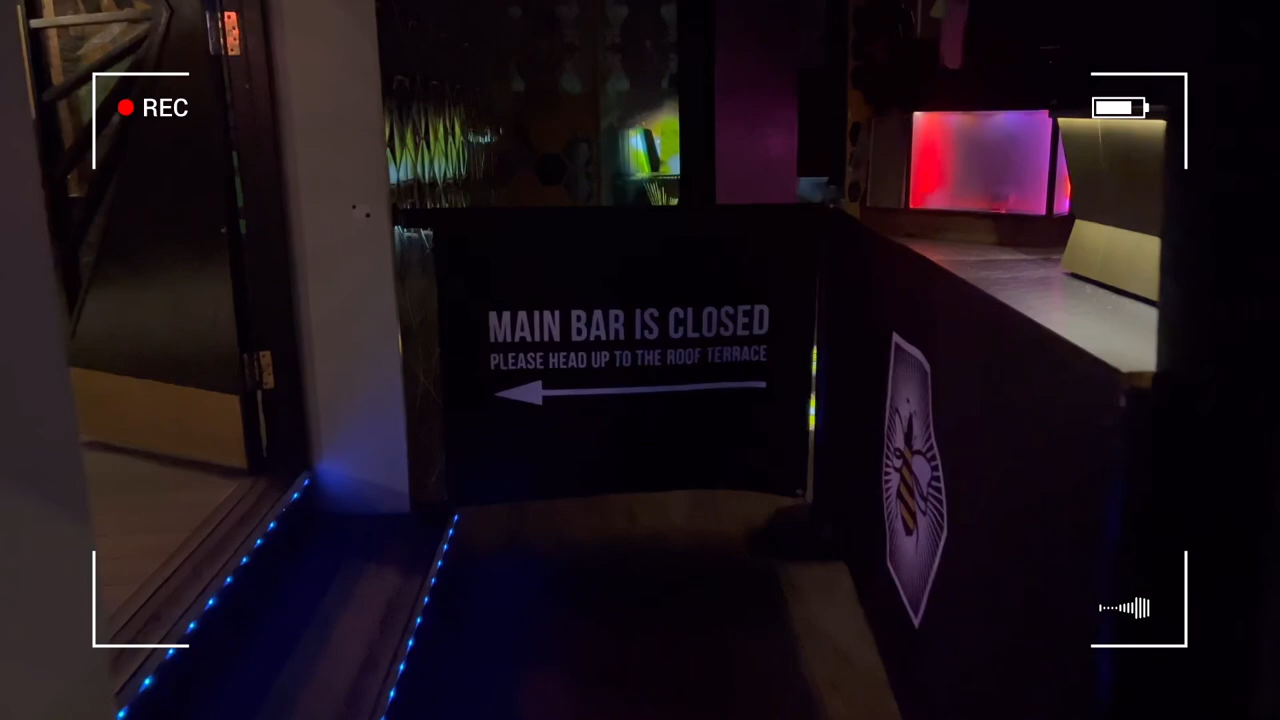 REC
MAIN BAR IS CLOSED
PLEASE HEAD UP TO THE ROOF TERRACE